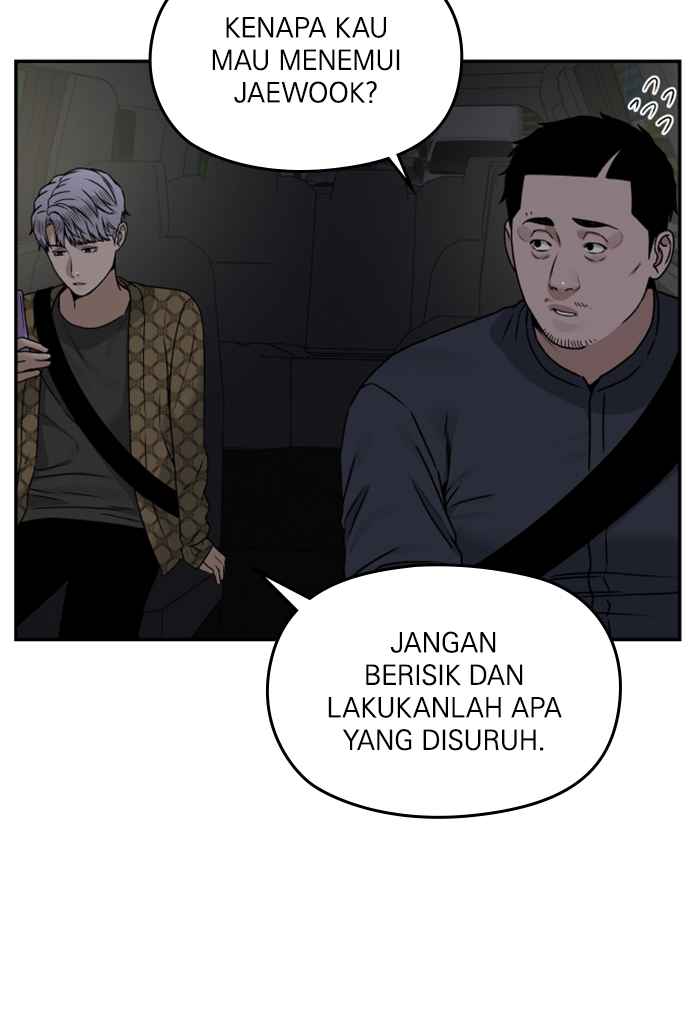 KENAPA KAU
MAU MENEMUI
JAEWOOK?
JANGAN
BERISIK DAN
LAKUKANLAH APA
YANG DISURUH.